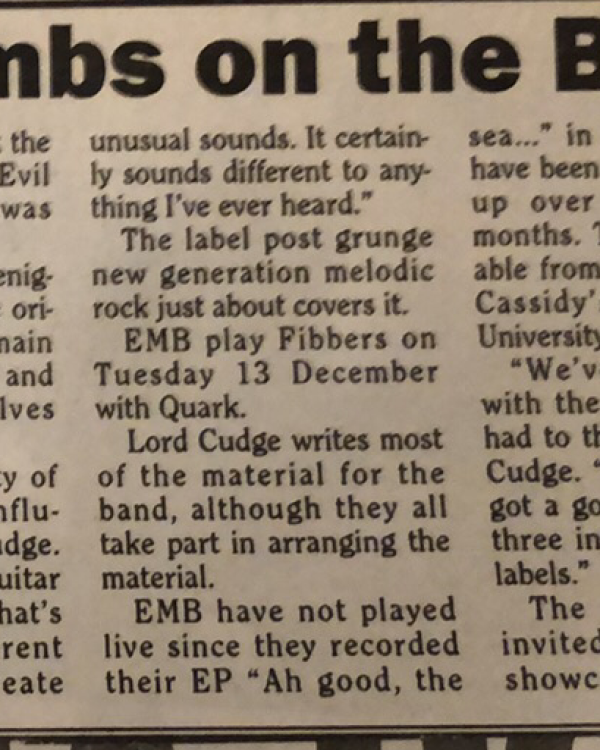 mbs on the B
the
Evil
was
enig-
ori-
main
and
lves
ty of
nflu-
udge.
uitar
hat's
rent
eate
unusual sounds. It certain-
ly sounds different to any-
thing I've ever heard."
The label post grunge
new generation melodic
rock just about covers it.
EMB play Fibbers on
Tuesday 13 December
with Quark.
Lord Cudge writes most
of the material for the
band, although they all
take part in arranging the
material.
EMB have not played
live since they recorded
their EP "Ah good, the
sea..." in
have been
up over
months.
able from
Cassidy's
University
"We'v
with the
had to th
Cudge. "
got a go
three in
labels."
The
invited
showc